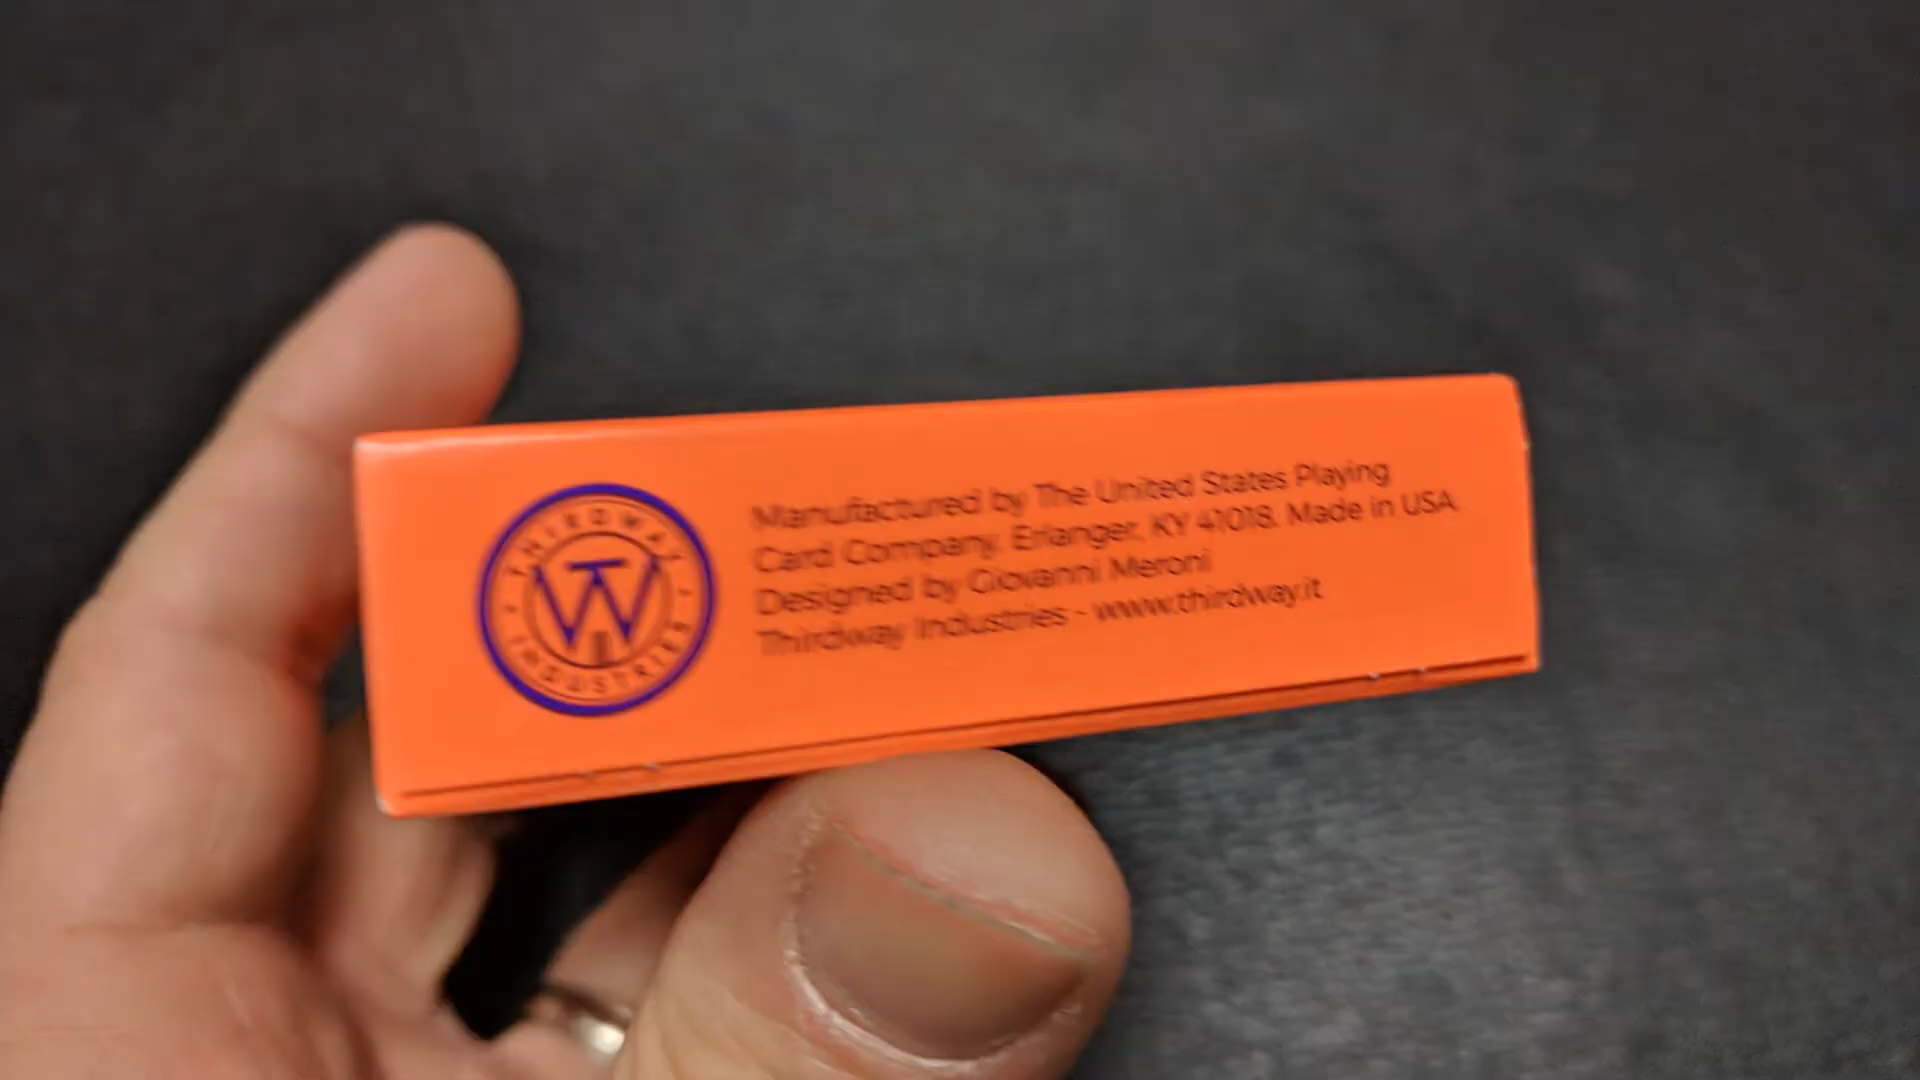 THIRDWAY
TW
INDUSTRIES
Manufactured by The United States Playing
Card Company. Erlanger, KY 41018. Made in USA.
Designed by Giovanni Meroni
Thirdway Industries - www.thirdway.it